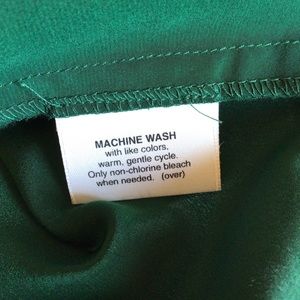 MACHINE WASH
with like colors,
warm, gentle cycle.
Only non-chlorine bleach
when needed. (over)